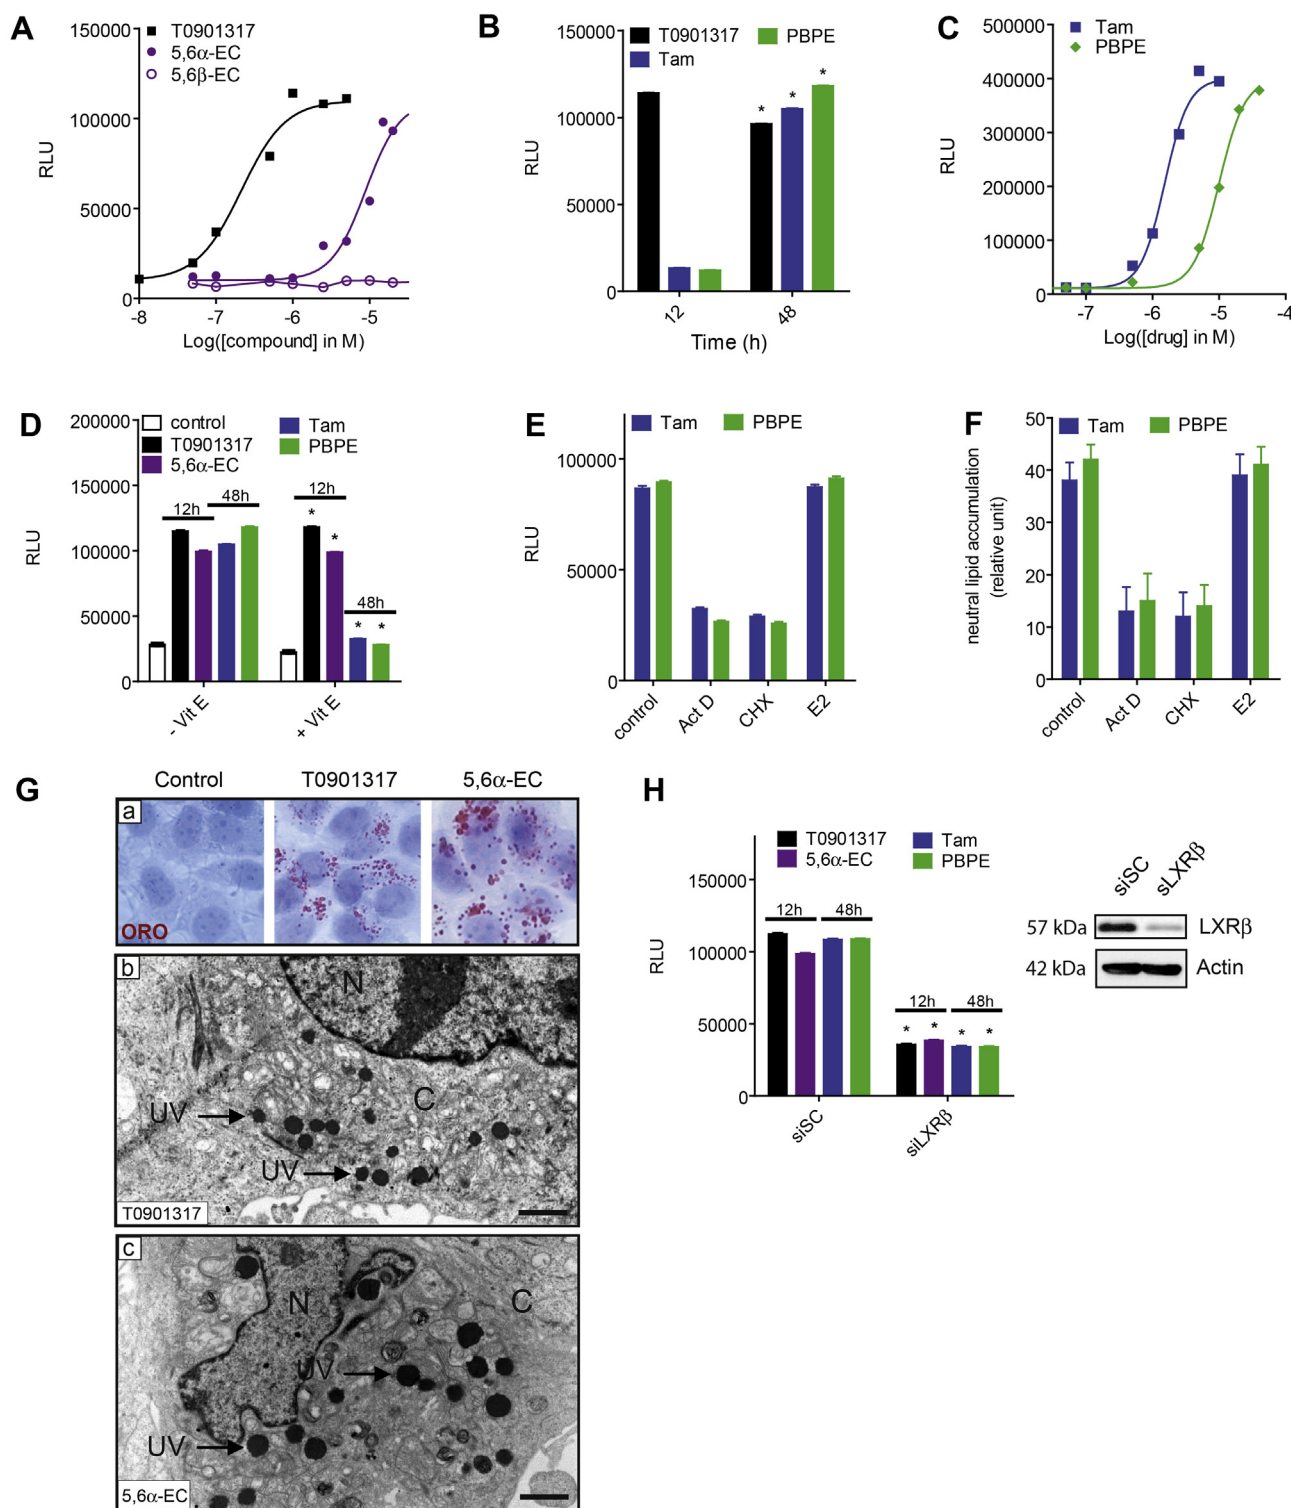 A
150000
100000
50000
0
RLU
T0901317
5,6α-EC
5,6β-EC
-8 -7 -6 -5
Log([compound] in M)
B
150000
100000
50000
0
RLU
T0901317 PBPE
Tam
* * *
12 48
Time (h)
C
500000
400000
300000
200000
100000
0
RLU
Tam
PBPE
-7 -6 -5 -4
Log([drug] in M)
D
200000
150000
100000
50000
0
RLU
control Tam
T0901317 PBPE
5,6α-EC
12h 48h
12h
* *
48h
* *
- Vit E + Vit E
E
100000
50000
0
RLU
Tam PBPE
control Act D CHX E2
F
50
40
30
20
10
0
neutral lipid accumulation
(relative unit)
Tam PBPE
control Act D CHX E2
G
Control T0901317 5,6α-EC
a
ORO
b
N
C
UV
UV
T0901317
c
N
C
UV
UV
5,6α-EC
H
150000
100000
50000
0
RLU
T0901317 Tam
5,6α-EC PBPE
12h 48h
12h 48h
* * * *
siSC siLXRβ
siSC sLXRβ
57 kDa LXRβ
42 kDa Actin